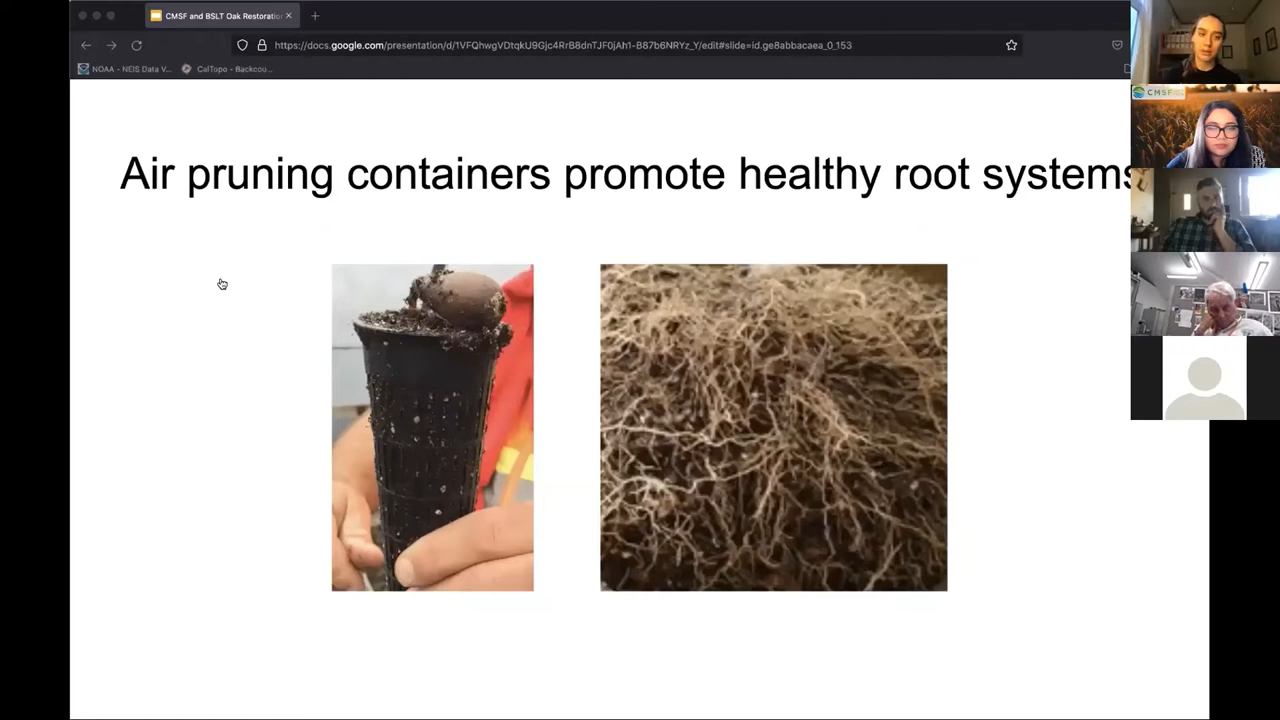 CMSF and BSLT Oak Restoration
https://docs.google.com/presentation/d/1VFQhwgVDtqkU9Gjc4RrB8dnTJF0jAh1-B87b6NRYz_Y/edit#slide=id.ge8abbacaea_0_153
NOAA - NEIS Data V...
CalTopo - Backcou...
CMSF
Air pruning containers promote healthy root systems